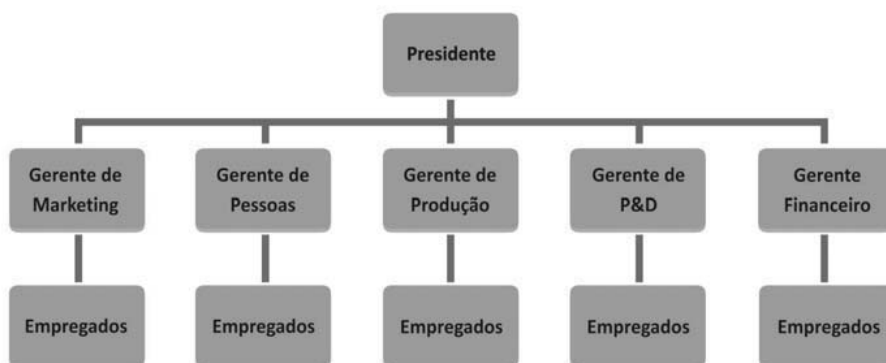 Presidente
Gerente de
Marketing
Gerente de
Pessoas
Gerente de
Produção
Gerente de
P&D
Gerente
Financeiro
Empregados
Empregados
Empregados
Empregados
Empregados